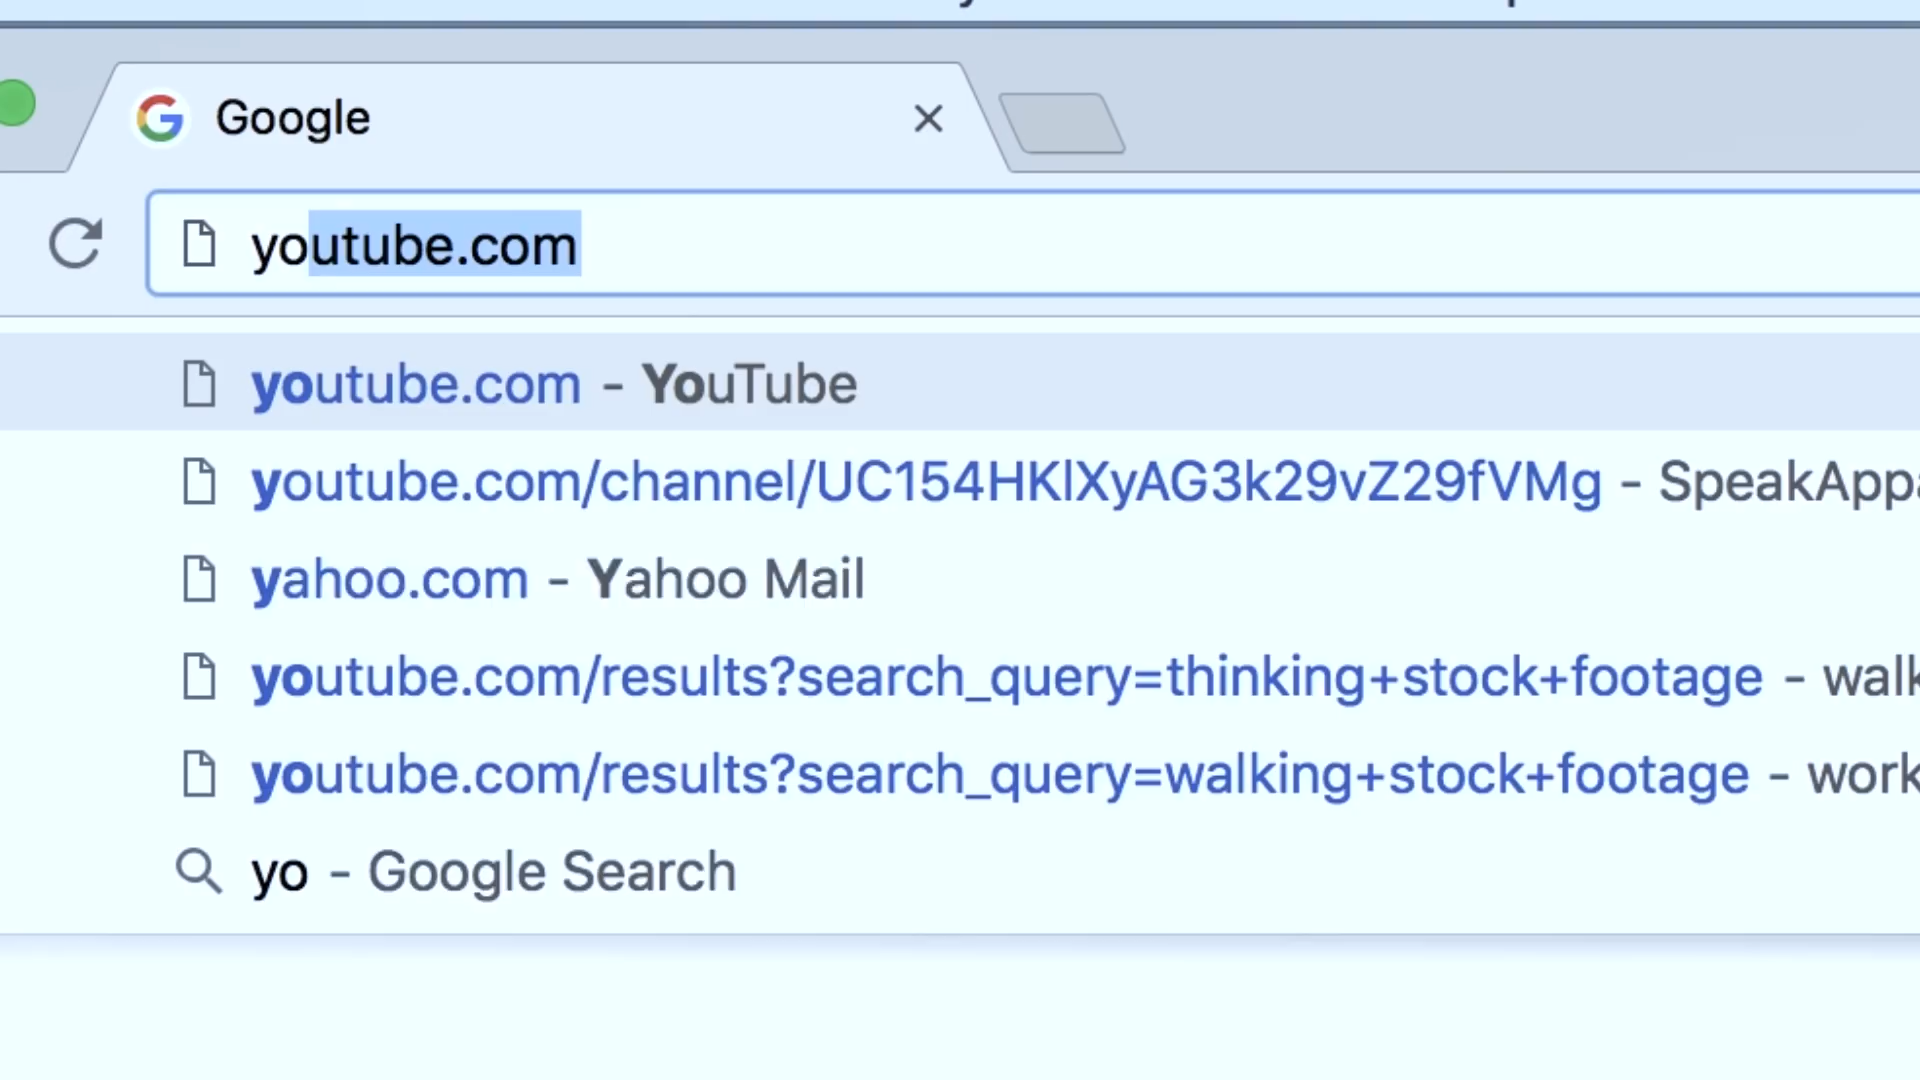 Google
youtube.com
youtube.com - YouTube
youtube.com/channel/UC154HKlXyAG3k29vZ29fVMg - SpeakAppa
yahoo.com - Yahoo Mail
youtube.com/results?search_query=thinking+stock+footage - walk
youtube.com/results?search_query=walking+stock+footage - work
yo - Google Search